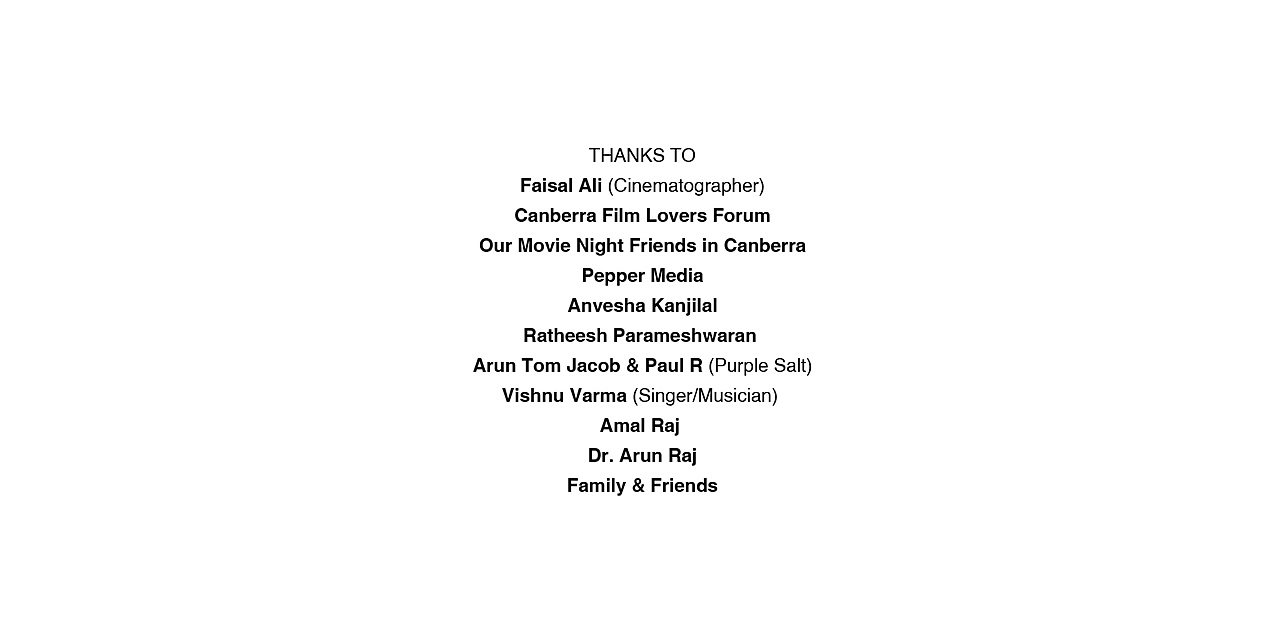 THANKS TO
Faisal Ali (Cinematographer)
Canberra Film Lovers Forum
Our Movie Night Friends in Canberra
Pepper Media
Anvesha Kanjilal
Ratheesh Parameshwaran
Arun Tom Jacob & Paul R (Purple Salt)
Vishnu Varma (Singer/Musician)
Amal Raj
Dr. Arun Raj
Family & Friends